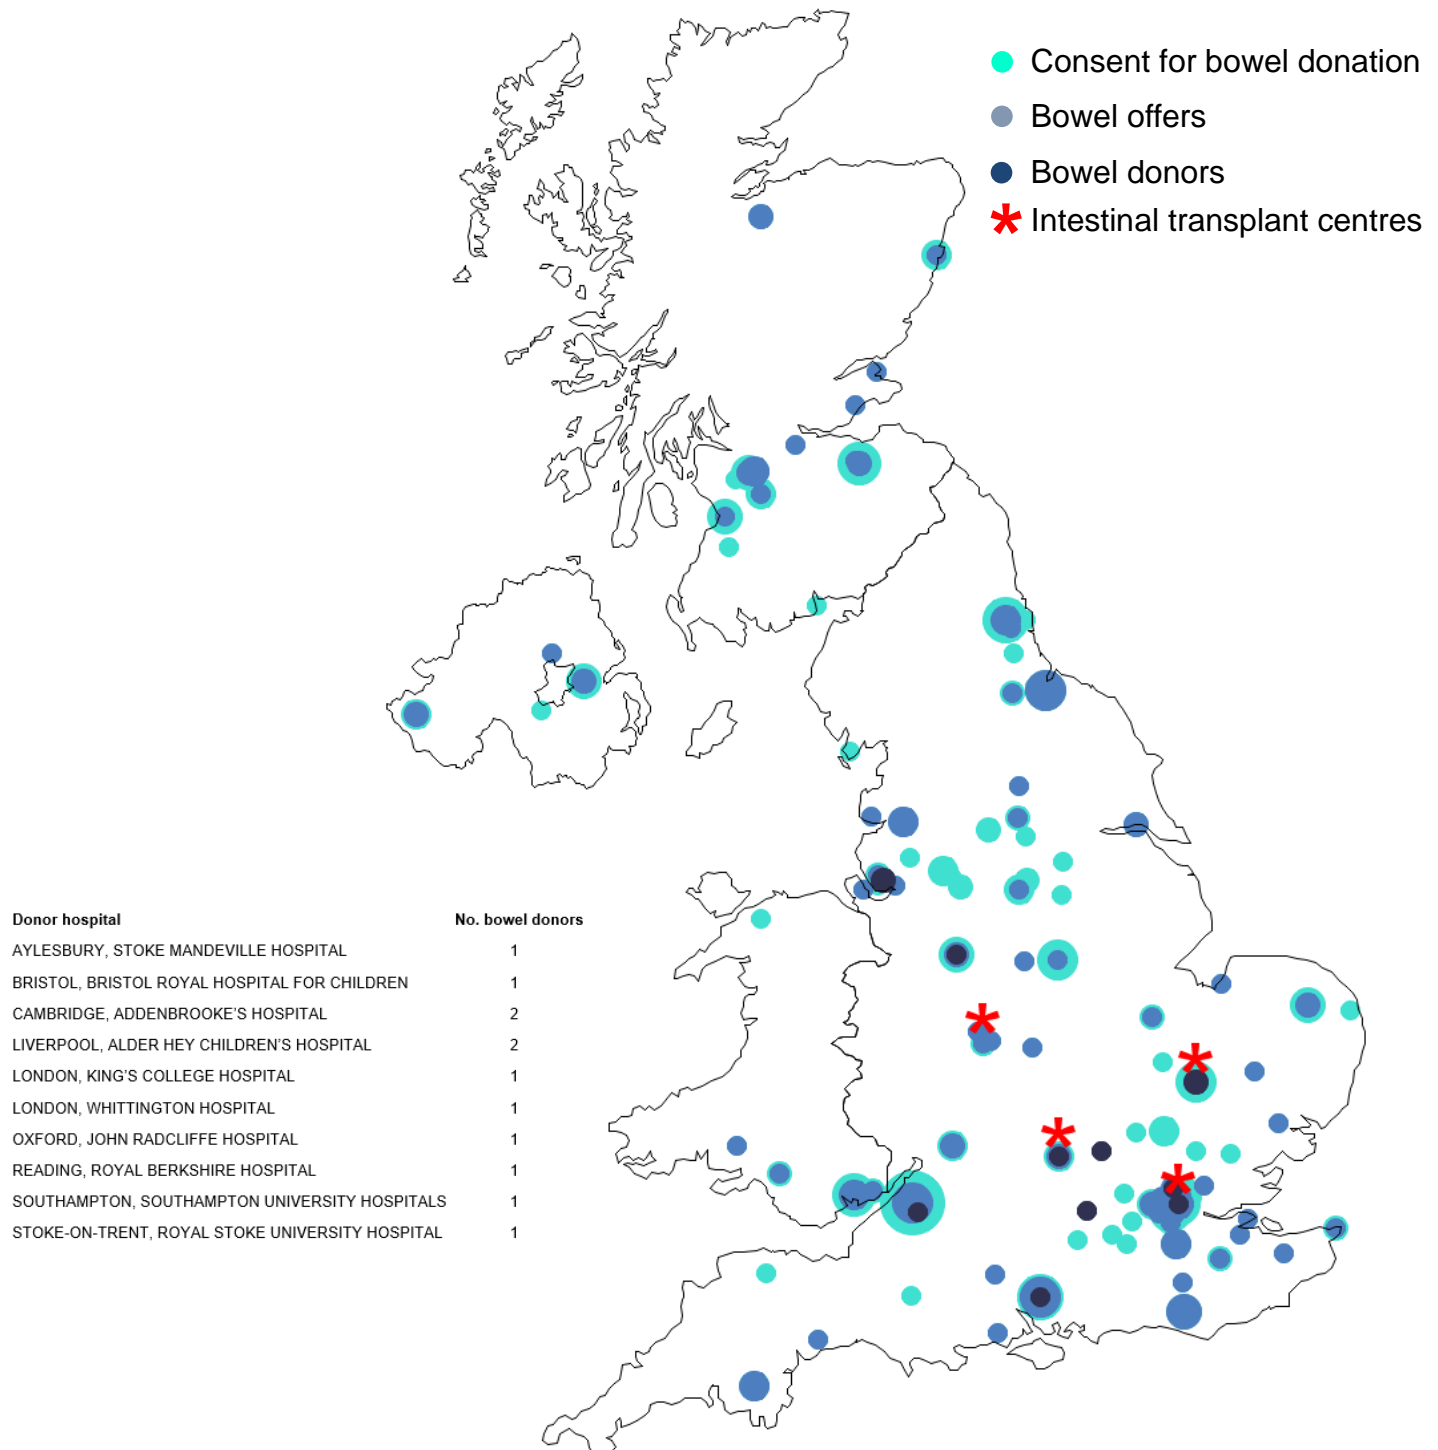 Consent for bowel donation
Bowel offers
Bowel donors
Intestinal transplant centres
Donor hospital No. bowel donors
AYLESBURY, STOKE MANDEVILLE HOSPITAL 1
BRISTOL, BRISTOL ROYAL HOSPITAL FOR CHILDREN 1
CAMBRIDGE, ADDENBROOKE'S HOSPITAL 2
LIVERPOOL, ALDER HEY CHILDREN'S HOSPITAL 2
LONDON, KING'S COLLEGE HOSPITAL 1
LONDON, WHITTINGTON HOSPITAL 1
OXFORD, JOHN RADCLIFFE HOSPITAL 1
READING, ROYAL BERKSHIRE HOSPITAL 1
SOUTHAMPTON, SOUTHAMPTON UNIVERSITY HOSPITALS 1
STOKE-ON-TRENT, ROYAL STOKE UNIVERSITY HOSPITAL 1